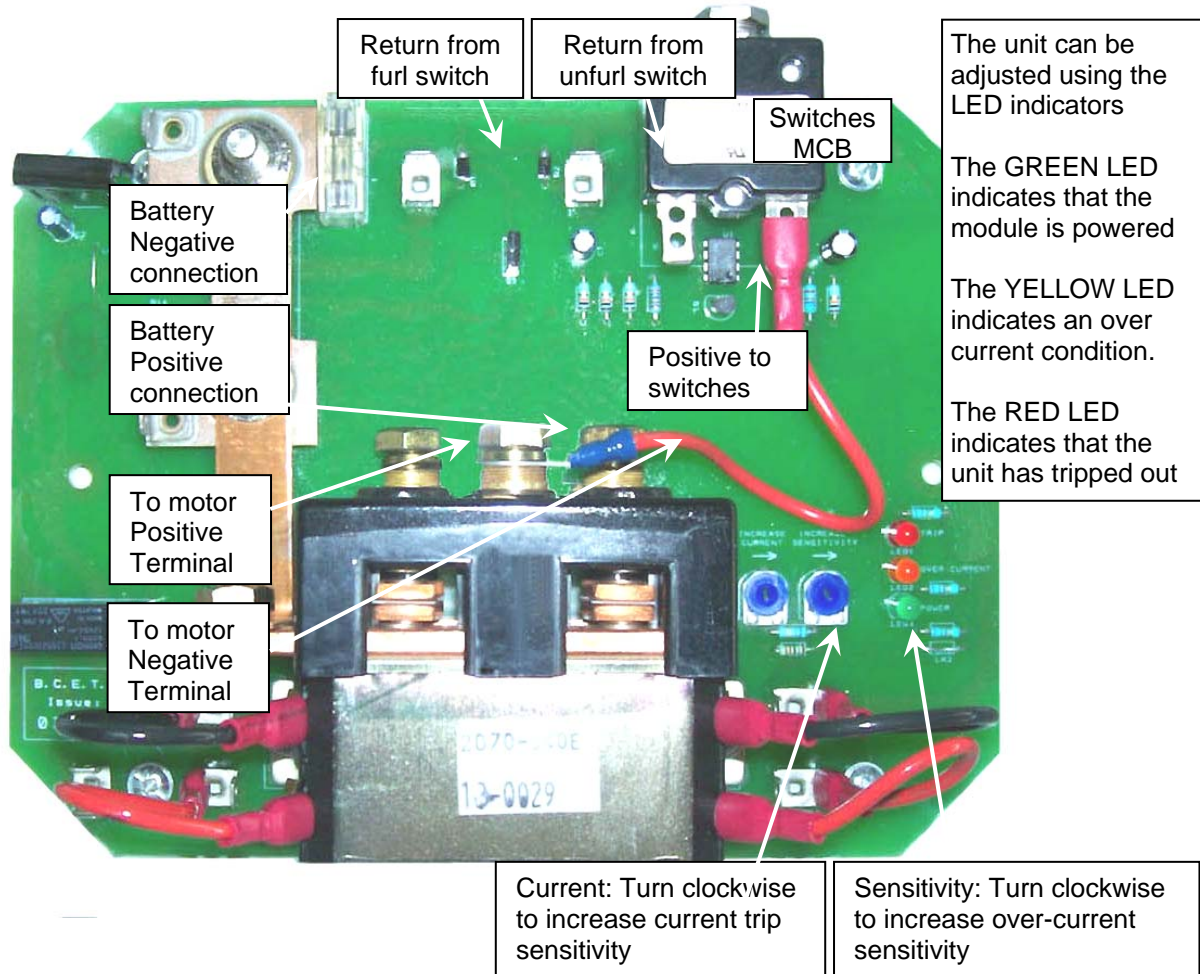 Return from
furl switch
Return from
unfurl switch
Switches
MCB
The unit can be
adjusted using the
LED indicators
The GREEN LED
indicates that the
module is powered
The YELLOW LED
indicates an over
current condition.
The RED LED
indicates that the
unit has tripped out
Battery
Negative
connection
Battery
Positive
connection
Positive to
switches
To motor
Positive
Terminal
To motor
Negative
Terminal
INCREASE
CURRENT
INCREASE
SENSITIVITY
TRIP
LED1
OVER CURRENT
LED2
POWER
B.C.E.T.
Issue:
13-0029
Current: Turn clockwise
to increase current trip
sensitivity
Sensitivity: Turn clockwise
to increase over-current
sensitivity